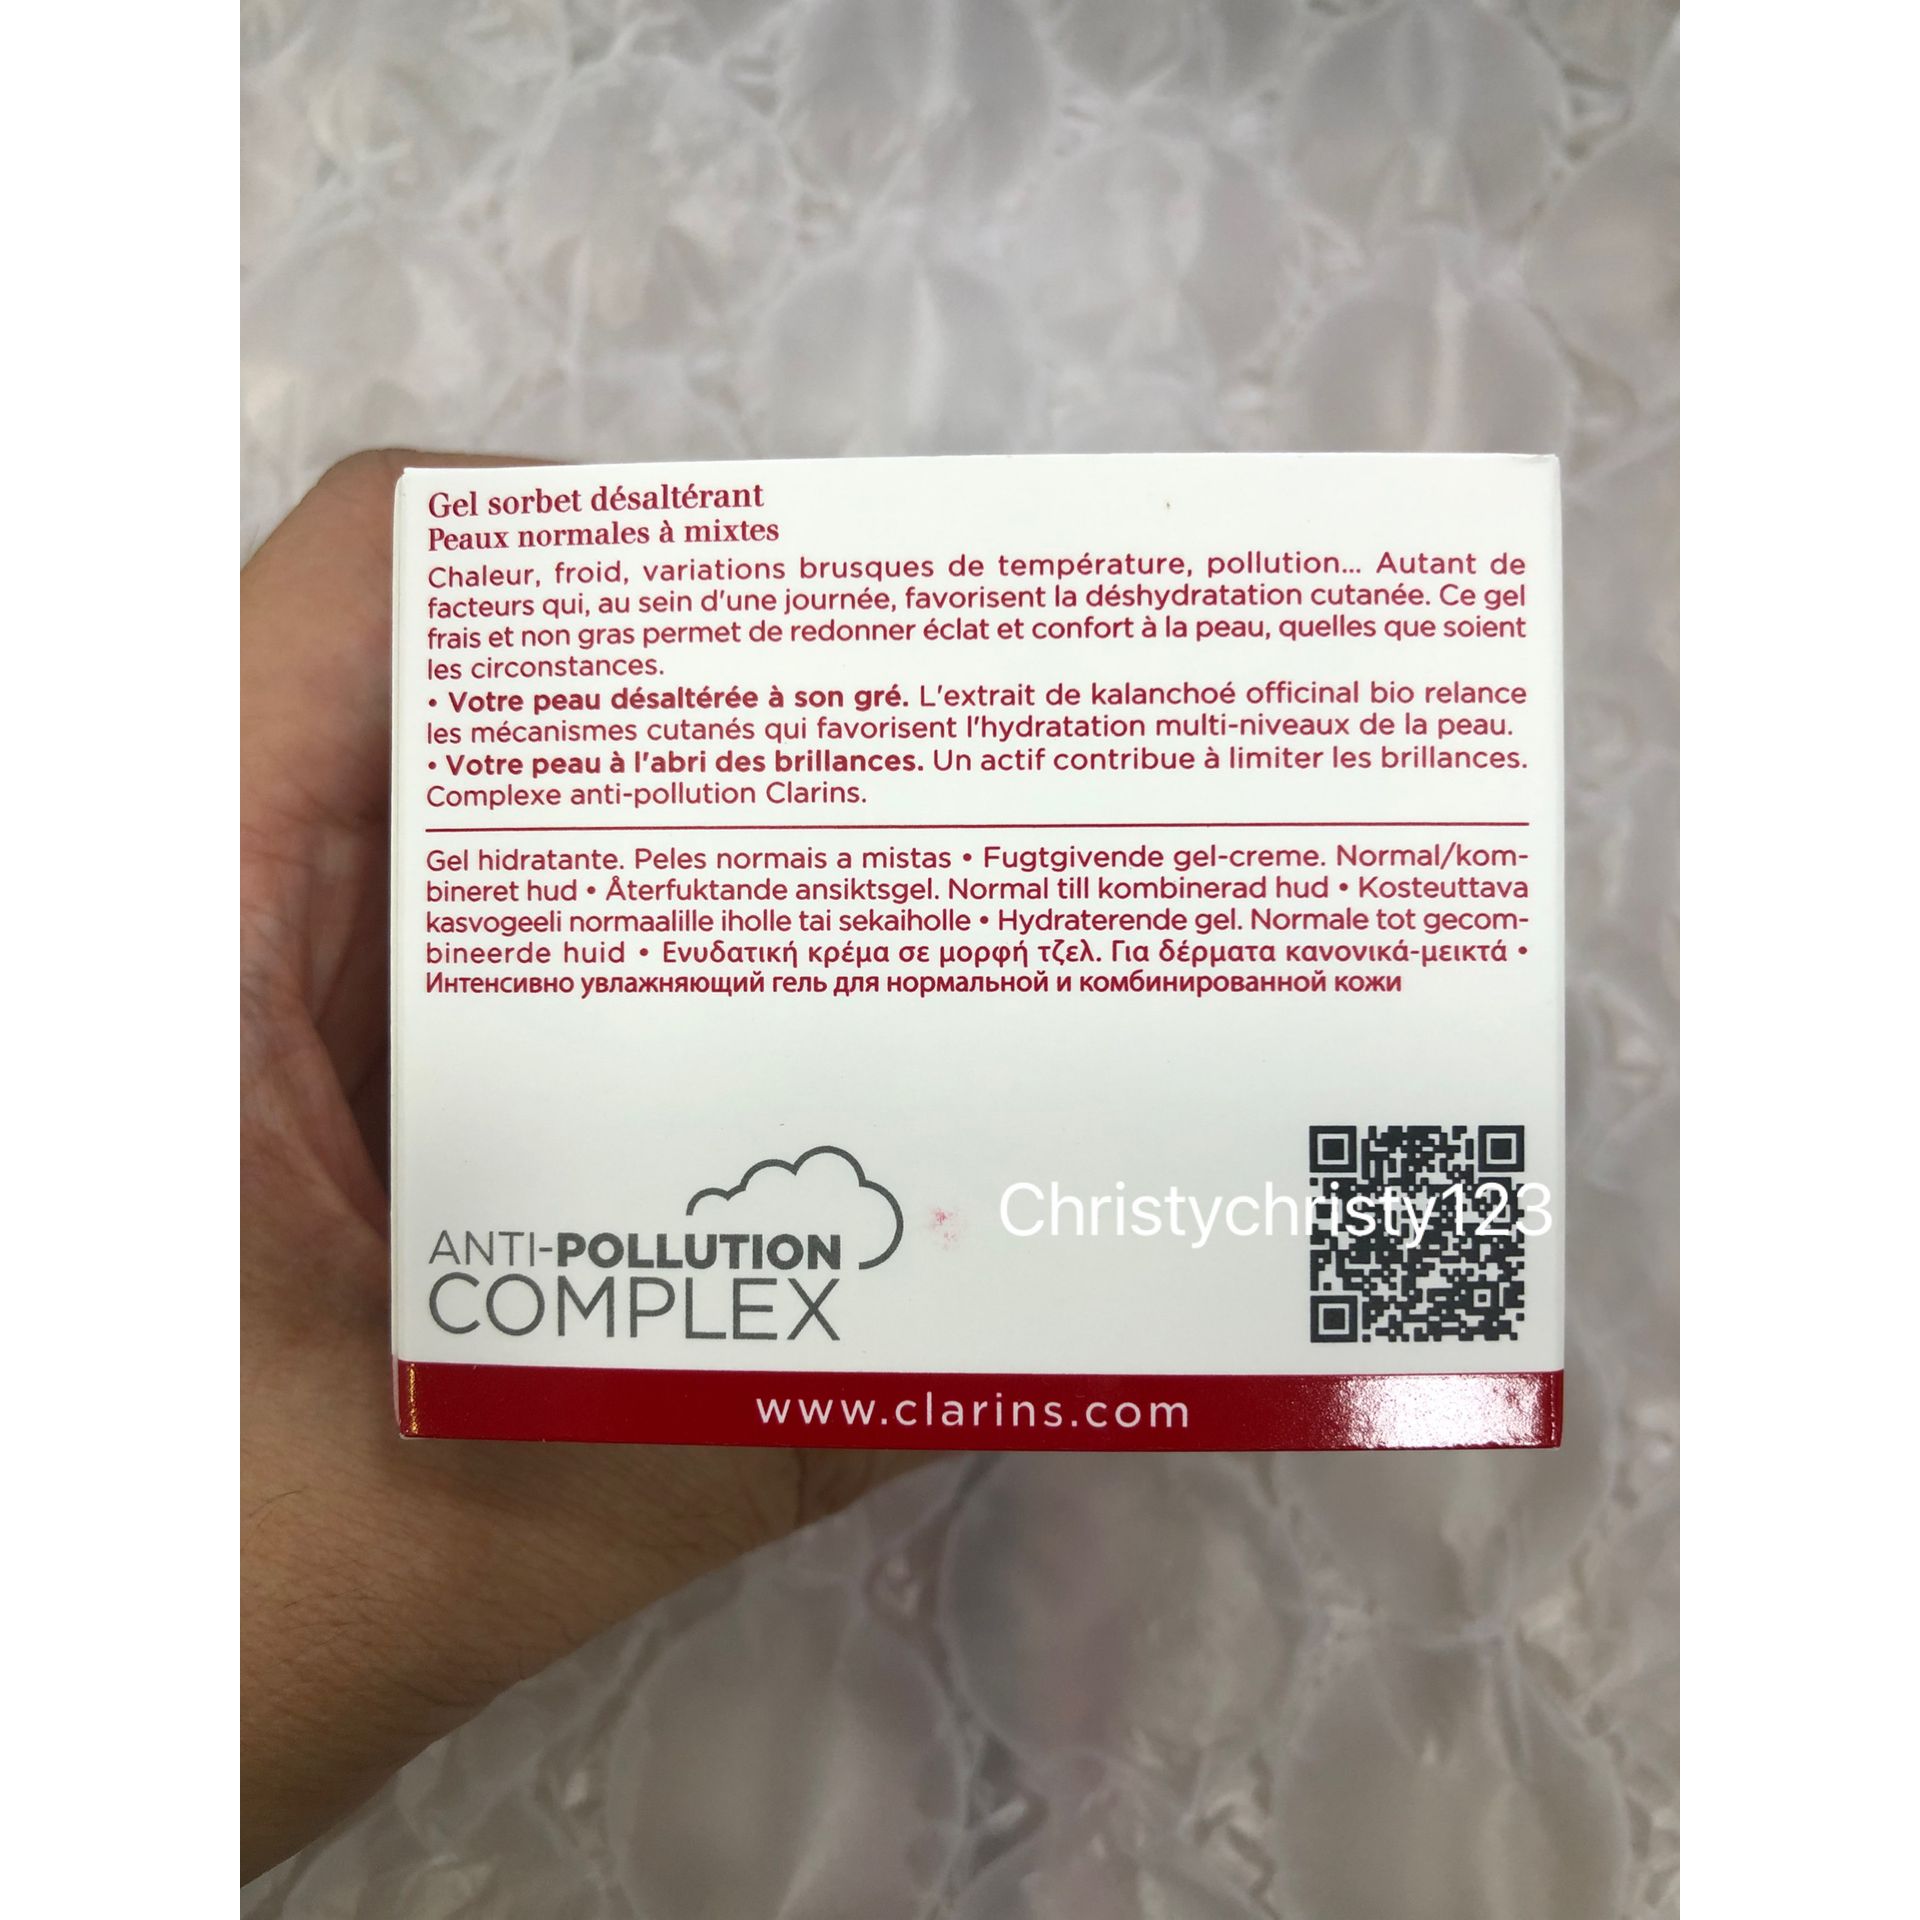 Gel sorbet désaltérant
Peaux normales à mixtes
Chaleur, froid, variations brusques de température, pollution... Autant de
facteurs qui, au sein d'une journée, favorisent la déshydratation cutanée. Ce gel
frais et non gras permet de redonner éclat et confort à la peau, quelles que soient
les circonstances.
• Votre peau désaltérée à son gré. L'extrait de kalanchoé officinal bio relance
les mécanismes cutanés qui favorisent l'hydratation multi-niveaux de la peau.
• Votre peau à l'abri des brillances. Un actif contribue à limiter les brillances.
Complexe anti-pollution Clarins.
Gel hidratante. Peles normais a mistas • Fugtgivende gel-creme. Normal/kom-
bineret hud • Återfuktande ansiktsgel. Normal till kombinerad hud • Kosteuttava
kasvogeeli normaalille iholle tai sekaiholle • Hydraterende gel. Normale tot gecom-
bineerde huid • Ενυδατική κρέμα σε μορφή τζελ. Για δέρματα κανονικά-μεικτά •
Интенсивно увлажняющий гель для нормальной и комбинированной кожи
ANTI-POLLUTION
COMPLEX
Christychristy123
www.clarins.com